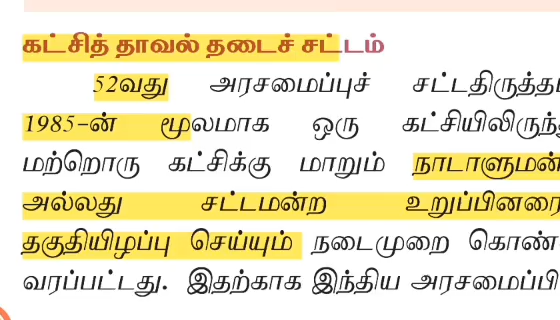 கட்சித் தாவல் தடைச் சட்டம்
52வது அரசமைப்புச் சட்டதிருத்த
1985-ன் மூலமாக ஒரு கட்சியிலிருந்
மற்றொரு கட்சிக்கு மாறும் நாடாளுமன்
அல்லது சட்டமன்ற உறுப்பினரை
தகுதியிழப்பு செய்யும் நடைமுறை கொண்
வரப்பட்டது. இதற்காக இந்திய அரசமைப்பி